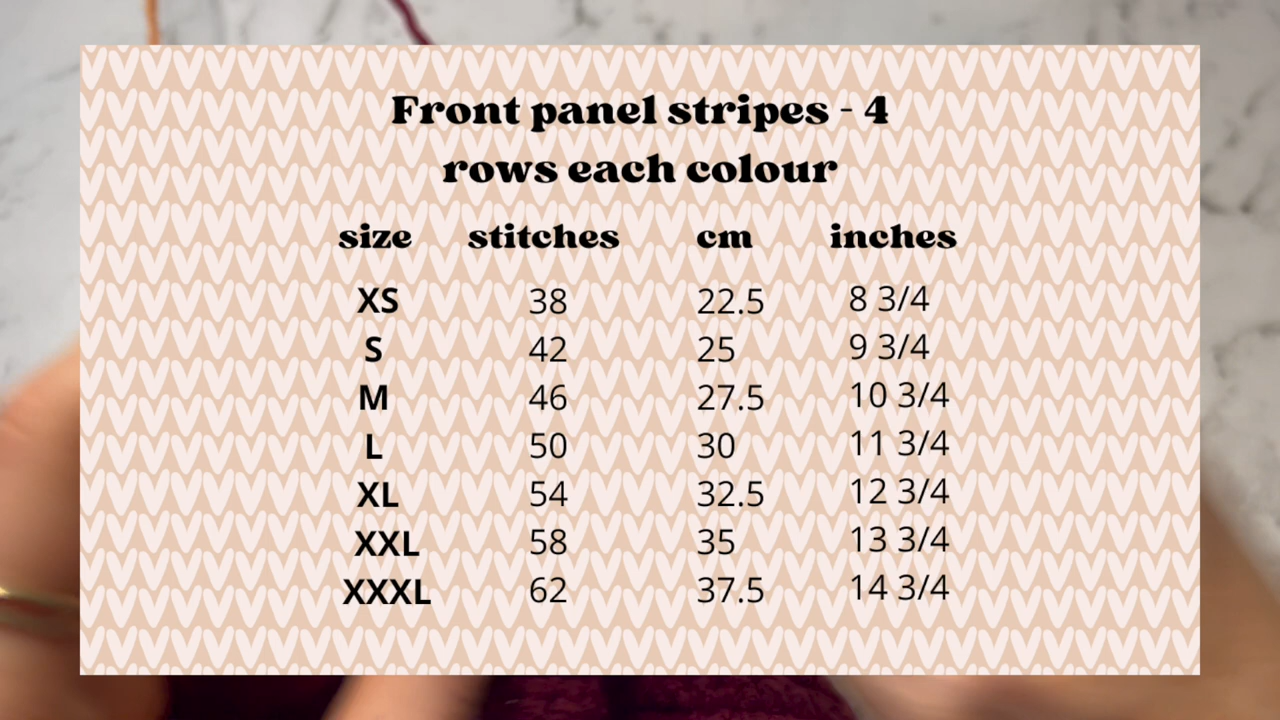 Front panel stripes - 4
rows each colour
size stitches cm inches
XS 38 22.5 8 3/4
S 42 25 9 3/4
M 46 27.5 10 3/4
L 50 30 11 3/4
XL 54 32.5 12 3/4
XXL 58 35 13 3/4
XXXL 62 37.5 14 3/4